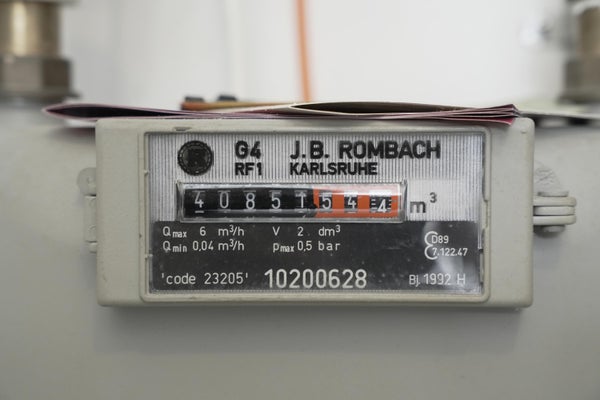 G4 J.B. ROMBACH
RF1 KARLSRUHE
40851544 m³
Qmax 6 m³/h V 2 dm³
Qmin 0,04 m³/h pmax 0,5 bar
D89
7.122.47
'code 23205' 10200628 Bj. 1992 H